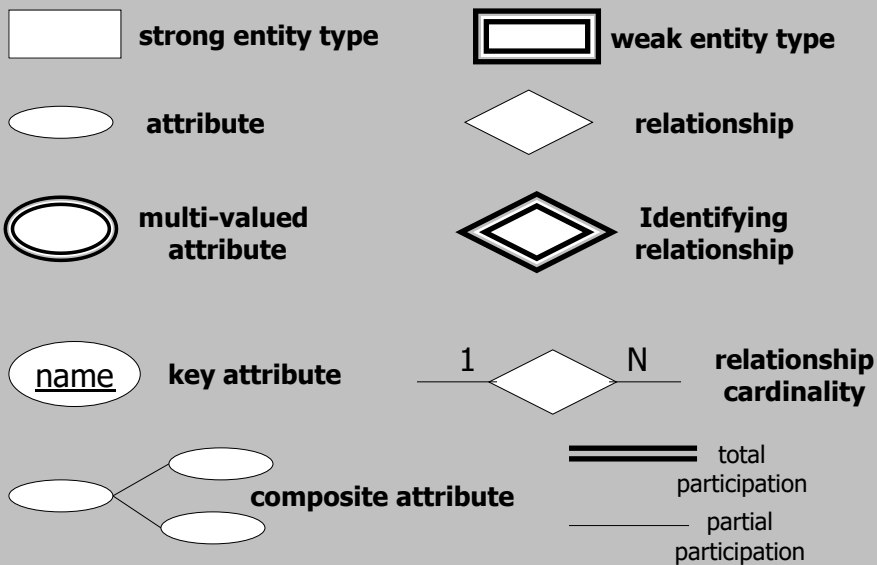 strong entity type
weak entity type
attribute
relationship
multi-valued
attribute
Identifying
relationship
name
key attribute
1
N
relationship
cardinality
composite attribute
total
participation
partial
participation